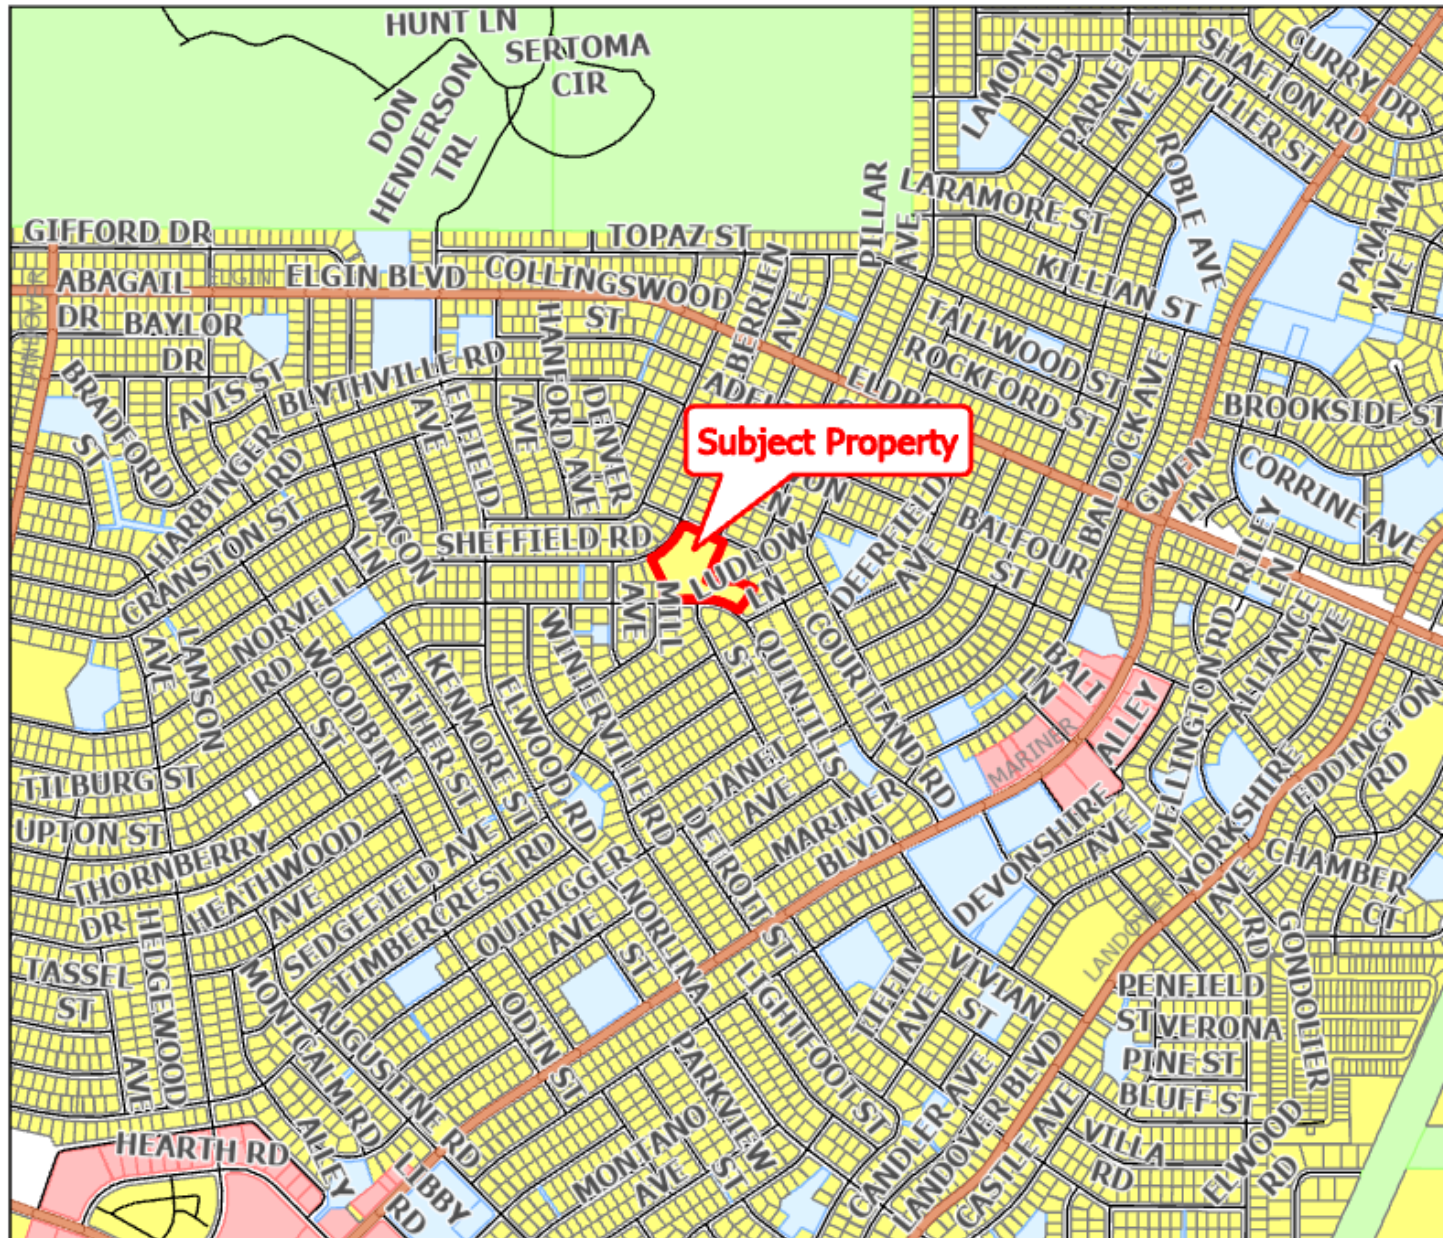 HUNT LN
SERTOMA
CIR
DON
HENDERSON
TRL
LAMONT
DR
PARNELL
AVE
SHAFTON RD
CURRY DR
FULLER ST
ROBLE AVE
PANAMA
AVE
PILLAR
AVE
LARAMORE ST
KILLIAN ST
GIFFORD DR
TOPAZ ST
ELGIN
ELGIN BLVD
COLLINGSWOOD
ST
ABAGAIL
DR
BAYLOR
DR
BERRIEN
AVE
TALLWOOD ST
ROCKFORD ST
HANFORD
AVE
BLYTHVILLE RD
AVIS ST
BRADFORD
ST
ENFIELD
AVE
DENVER
AVE
BALDOCK AVE
BROOKSIDE ST
Subject Property
GWEN
LN
CORRINE AVE
HARBINGER
RD
CRANSTON ST
AVE
MACON
LN
SHEFFIELD RD
LUDLOW
LN
DEERFIELD
AVE
BALFOUR
ST
RILEY
LN
MILL
AVE
NORVELL
RD
LAMSON
WOODBINE
ST
TEATHER ST
KENMORE ST
ELWOOD RD
WINNERVILLE RD
ST
QUINHILLS
COURTLAND RD
BALI
LN
MARINER
ALLEY
WELLINGTON RD
ALLIANCE
AVE
EDDINGTON
RD
TILBURG ST
UPTON ST
THORNBERRY
DR
HEATHWOOD
AVE
SEDGEFIELD AVE
TIMBERCREST RD
OUTRIGGER
AVE
JANET
AVE
DETROIT ST
MARINER
BLVD
DEVONSHIRE
AVE
YORKSHIRE
AVE
CHAMBER
CT
TASSEL
ST
HEDGEWOOD
AVE
MONTCALM RD
AUGUSTINE RD
ODIN ST
NORLINA
ST
LIGHTFOOT ST
TIFFIN
AVE
VIVIAN
ST
LANDOVER
RD
GONDOLIER
PENFIELD
ST
VERONA
PINE ST
BLUFF ST
HEARTH RD
ALLEY
LIBBY
RD
MONTANO
AVE
PARKVIEW
ST
CANDLER AVE
LANDOVER BLVD
CASTLE AVE
VILLA
RD
ELWOOD
RD